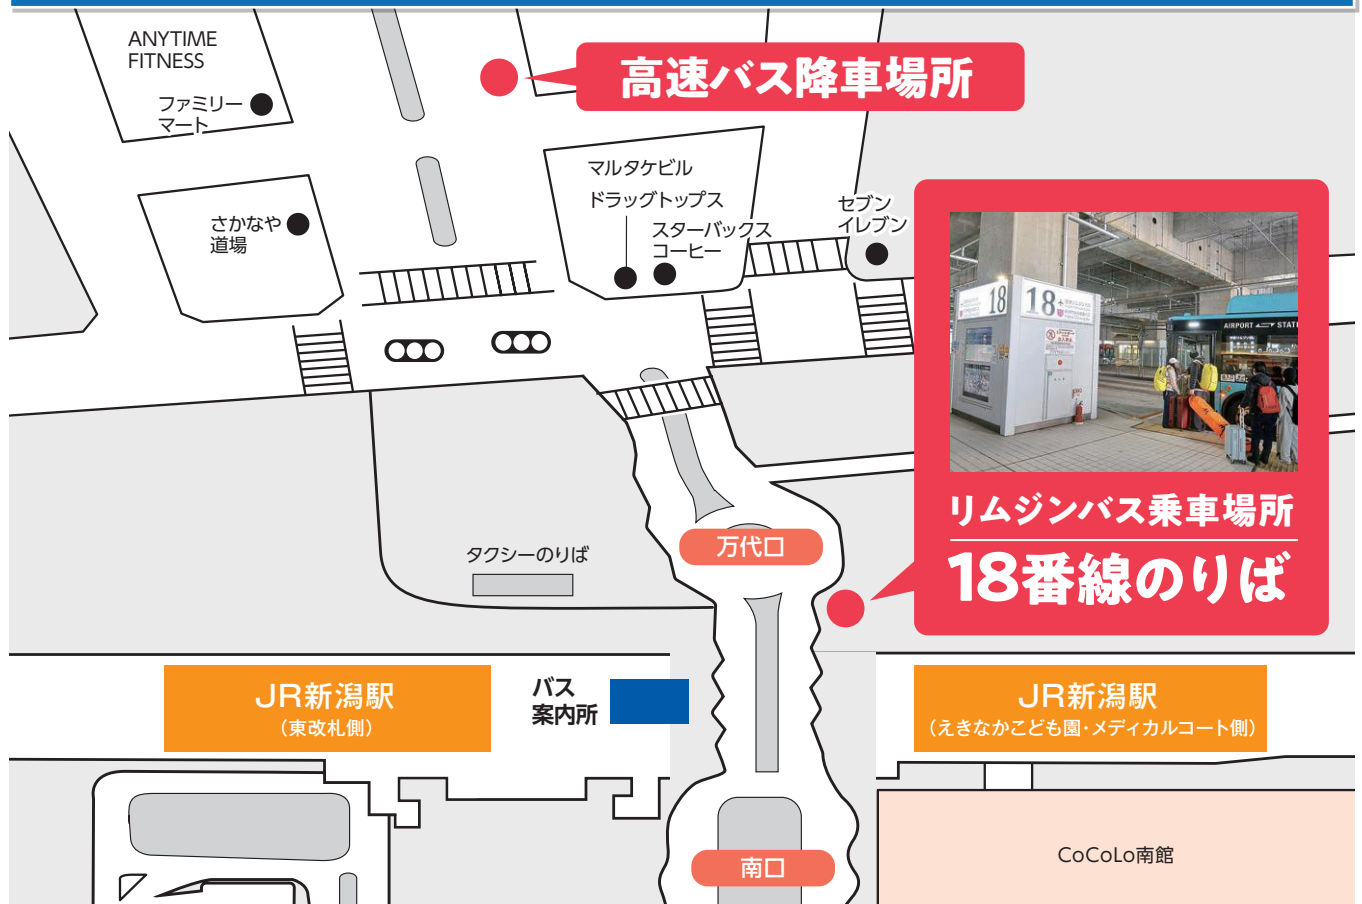 ANYTIME
FITNESS
ファミリー
マート
高速バス降車場所
マルタケビル
ドラッグトップス
スターバックス
コーヒー
セブン
イレブン
さかなや
道場
18
18
AIRPORT
STATI
リムジンバス乗車場所
18番線のりば
万代口
タクシーのりば
JR新潟駅
（東改札側）
バス
案内所
JR新潟駅
（えきなかこども園・メディカルコート側）
CoCoLo南館
南口